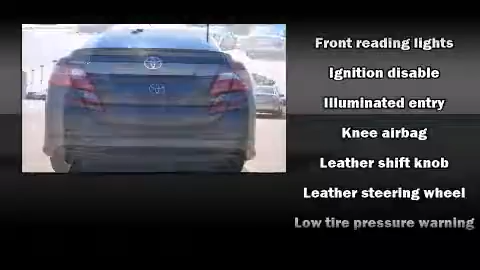 Front reading lights
Ignition disable
Illuminated entry
Knee airbag
Leather shift knob
Leather steering wheel
Low tire pressure warning